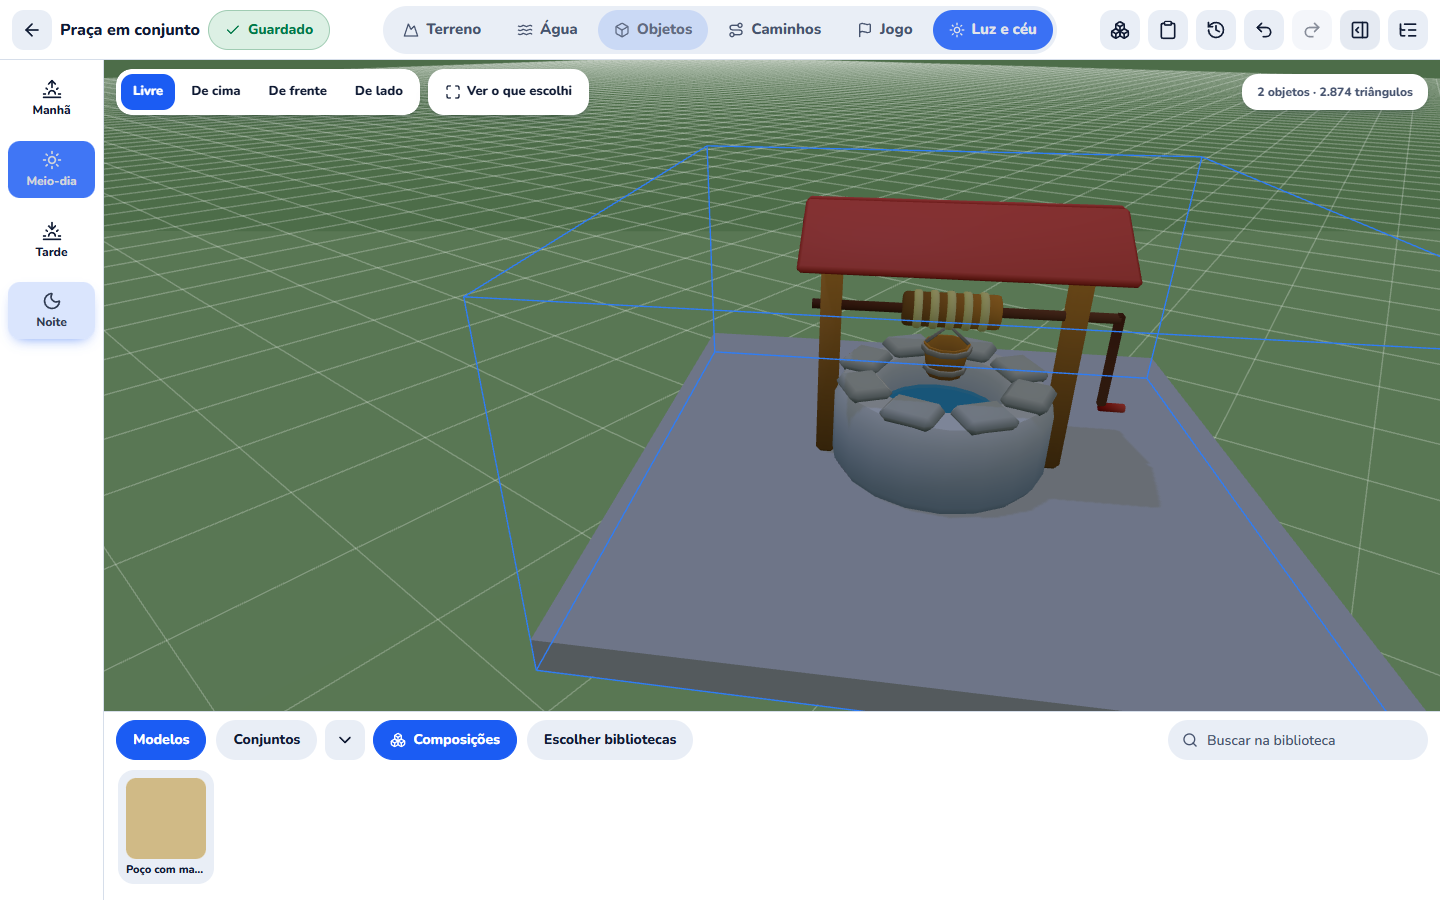 Praça em conjunto
Guardado
Terreno
Água
Objetos
Caminhos
Jogo
Luz e céu
Manhã
Meio-dia
Tarde
Noite
Livre
De cima
De frente
De lado
Ver o que escolhi
2 objetos · 2.874 triângulos
Modelos
Conjuntos
Composições
Escolher bibliotecas
Buscar na biblioteca
Poço com ma...